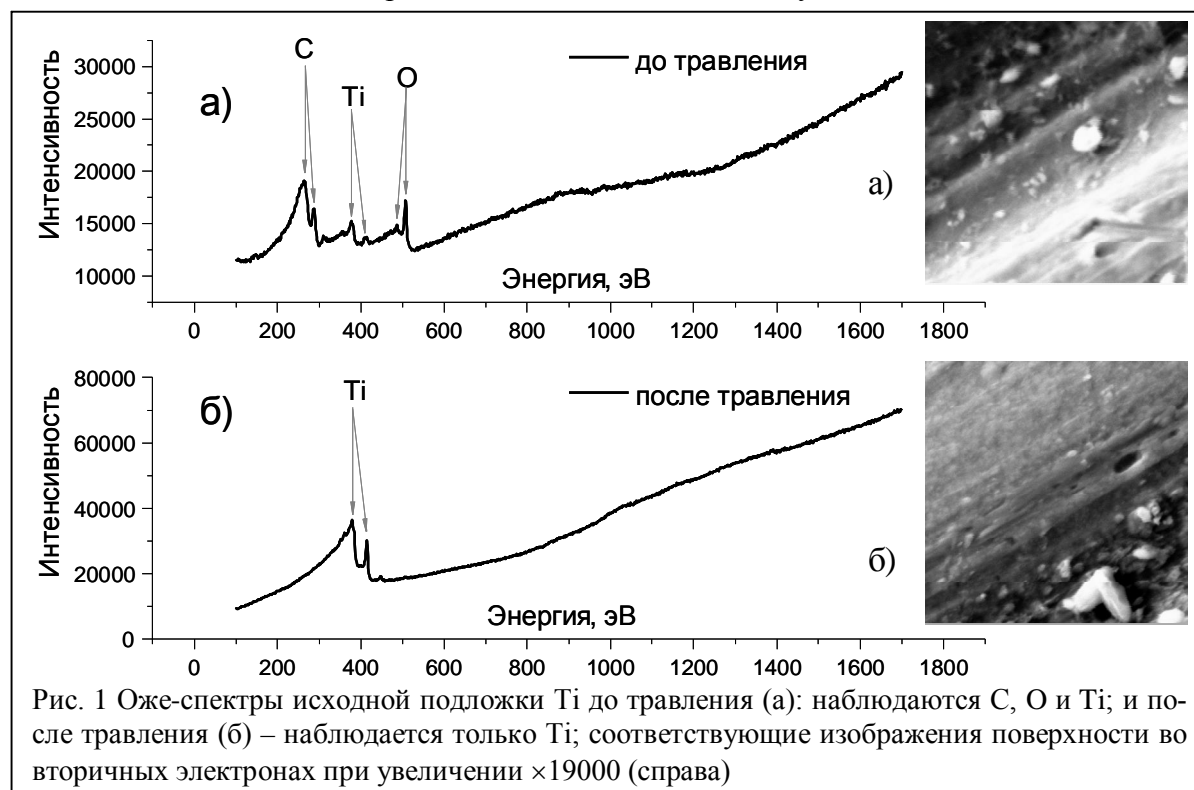 C
Ti
O
а)
до травления
30000
25000
20000
15000
10000
Интенсивность
Энергия, эВ
0 200 400 600 800 1000 1200 1400 1600 1800
а)
Ti
б)
после травления
80000
60000
40000
20000
0
Интенсивность
Энергия, эВ
0 200 400 600 800 1000 1200 1400 1600 1800
б)
Рис. 1 Оже-спектры исходной подложки Ti до травления (а): наблюдаются C, O и Ti; и по-
сле травления (б) – наблюдается только Ti; соответствующие изображения поверхности во
вторичных электронах при увеличении ×19000 (справа)